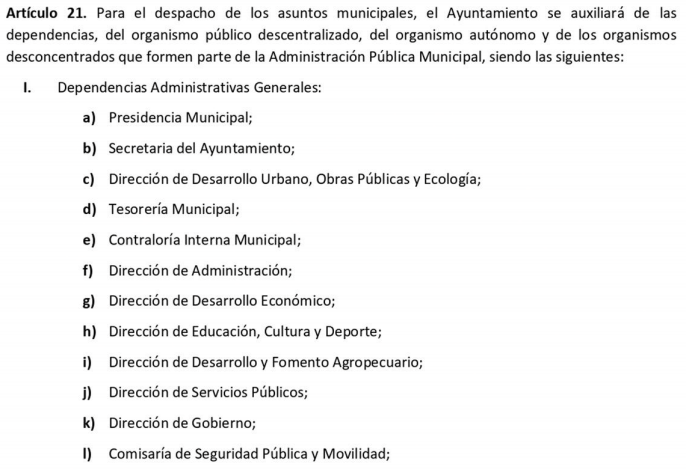 Artículo 21. Para el despacho de los asuntos municipales, el Ayuntamiento se auxiliará de las
dependencias, del organismo público descentralizado, del organismo autónomo y de los organismos
desconcentrados que formen parte de la Administración Pública Municipal, siendo las siguientes:
I. Dependencias Administrativas Generales:
a) Presidencia Municipal;
b) Secretaria del Ayuntamiento;
c) Dirección de Desarrollo Urbano, Obras Públicas y Ecología;
d) Tesorería Municipal;
e) Contraloría Interna Municipal;
f) Dirección de Administración;
g) Dirección de Desarrollo Económico;
h) Dirección de Educación, Cultura y Deporte;
i) Dirección de Desarrollo y Fomento Agropecuario;
j) Dirección de Servicios Públicos;
k) Dirección de Gobierno;
l) Comisaría de Seguridad Pública y Movilidad;